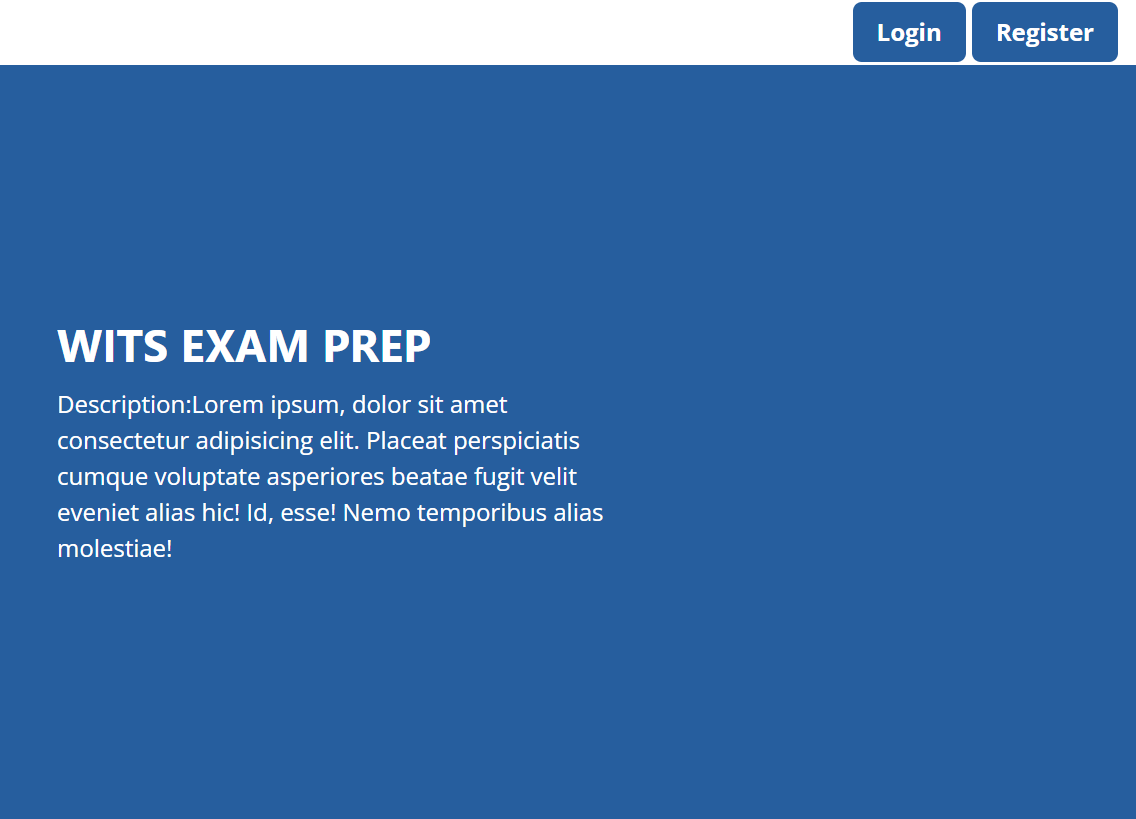 Login Register
WITS EXAM PREP
Description:Lorem ipsum, dolor sit amet
consectetur adipisicing elit. Placeat perspiciatis
cumque voluptate asperiores beatae fugit velit
eveniet alias hic! Id, esse! Nemo temporibus alias
molestiae!